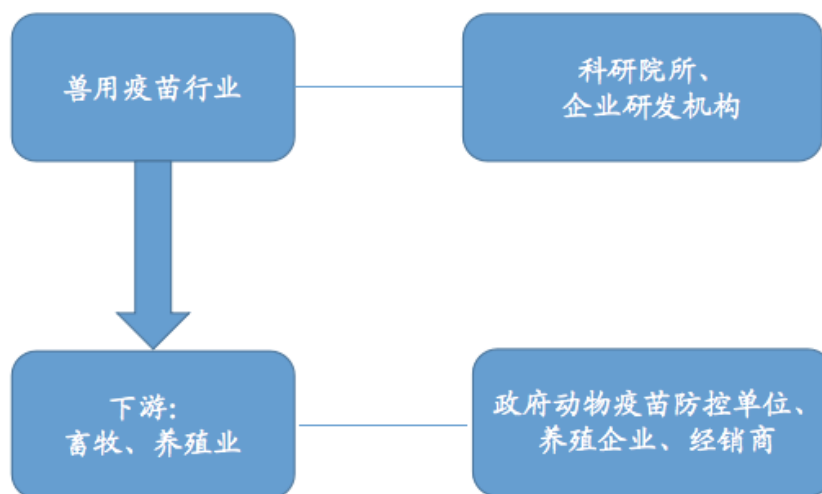 兽用疫苗行业
科研院所、
企业研发机构
下游:
畜牧、养殖业
政府动物疫苗防控单位、
养殖企业、经销商